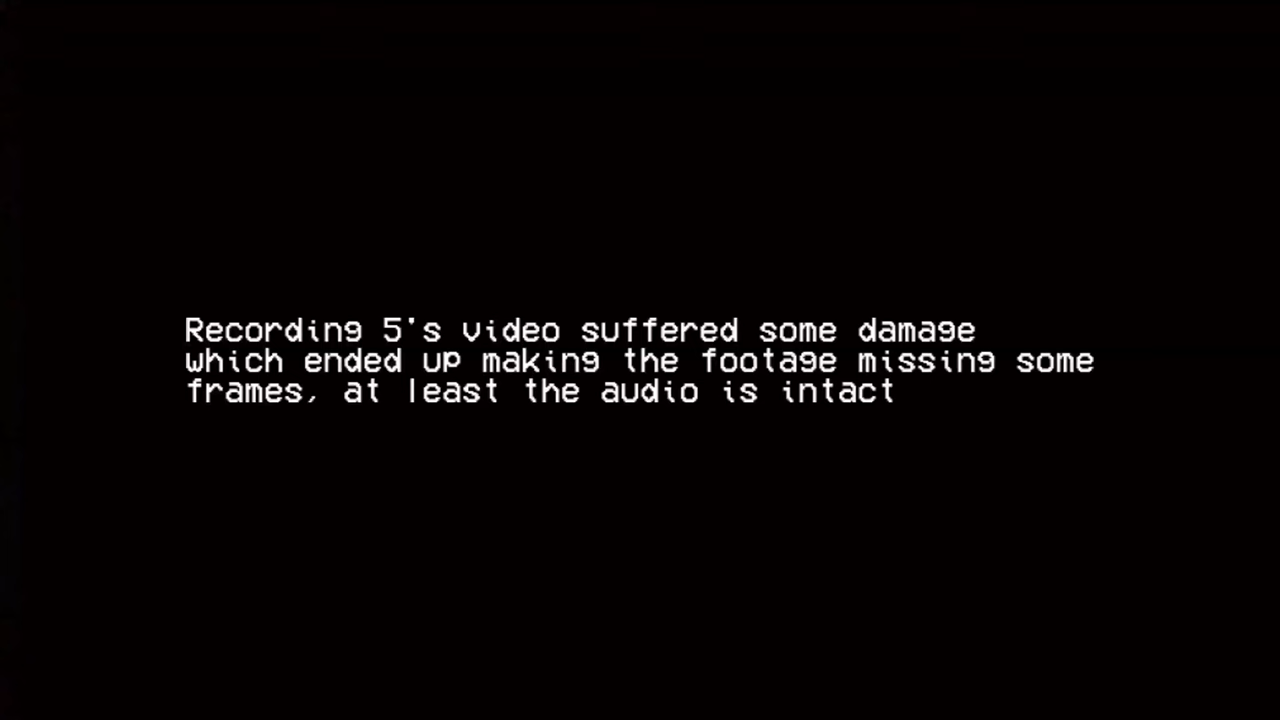 Recording 5's video suffered some damage
which ended up making the footage missing some
frames, at least the audio is intact